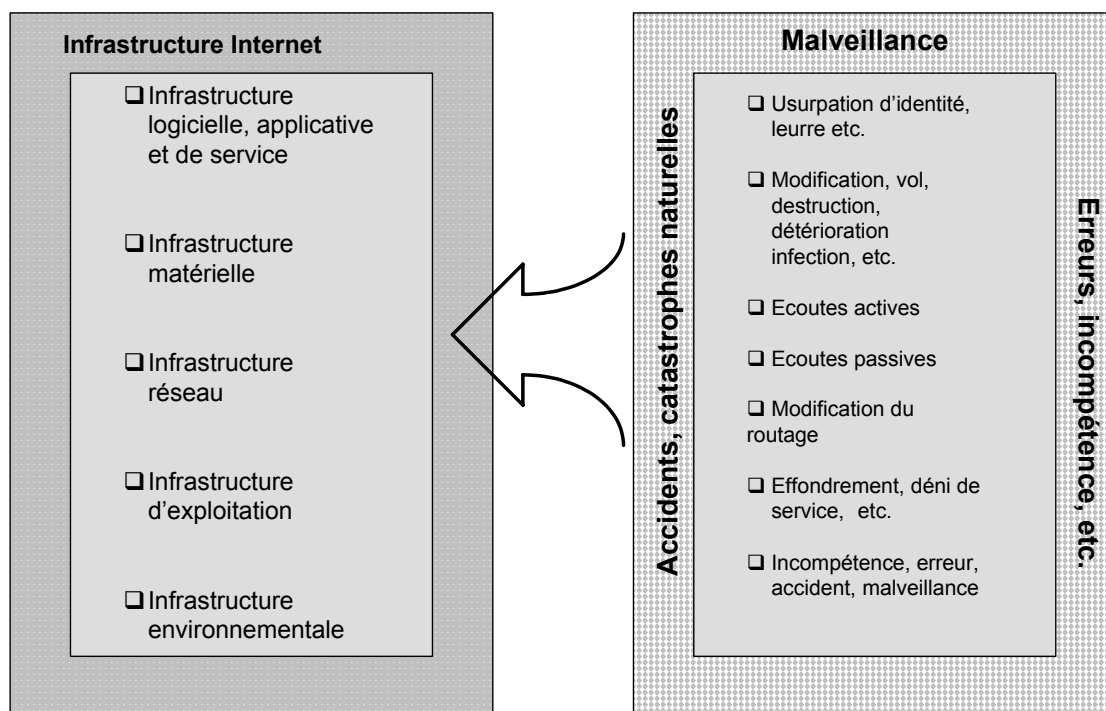 Infrastructure Internet
❑ Infrastructure
logicielle, applicative
et de service
❑ Infrastructure
matérielle
❑ Infrastructure
réseau
❑ Infrastructure
d’exploitation
❑ Infrastructure
environnementale
Malveillance
Accidents, catastrophes naturelles
❑ Usurpation d’identité,
leurre etc.
❑ Modification, vol,
destruction,
détérioration
infection, etc.
❑ Ecoutes actives
❑ Ecoutes passives
❑ Modification du
routage
❑ Effondrement, déni de
service, etc.
❑ Incompétence, erreur,
accident, malveillance
Erreurs, incompétence, etc.